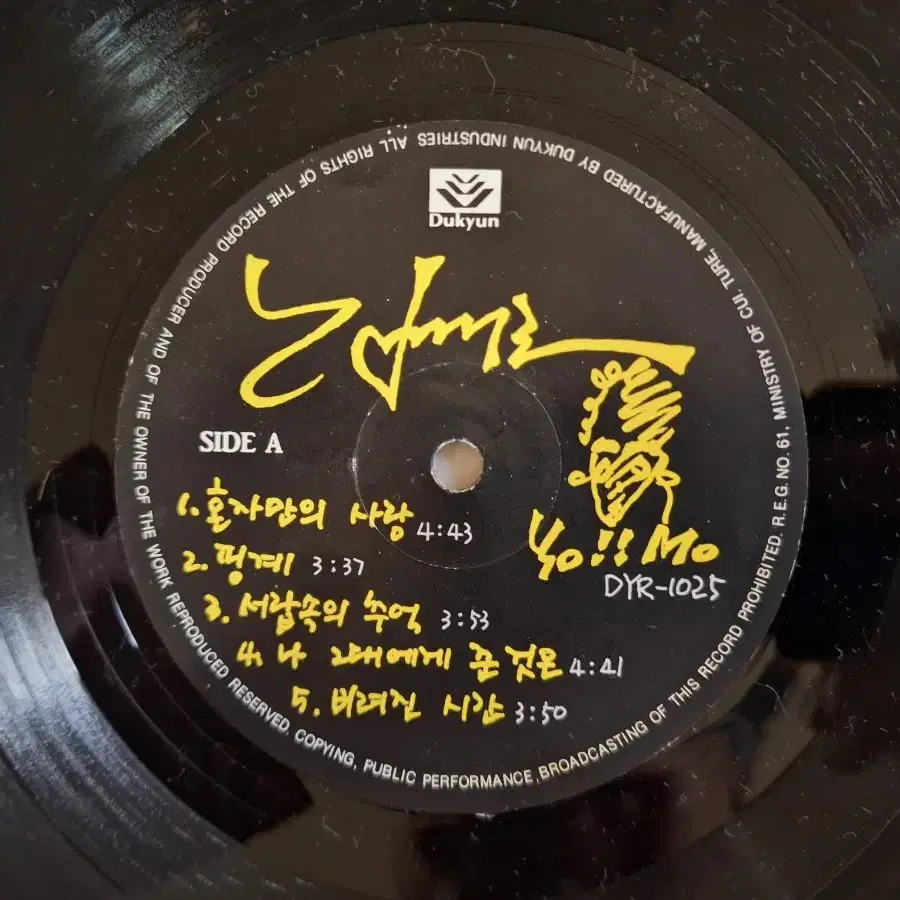 Dukyun
SIDE A
1. 혼자만의 사랑 4:43
2. 핑계 3:37
3. 서랍속의 추억 3:53
4. 나 그대에게 준 것은 4:41
5. 버려진 시간 3:50
Yo!! Mo
DYR-1025
MANUFACTURED BY DUKYUN INDUSTRIES ALL RIGHTS OF THE RECORD PRODUCER AND OF THE OWNER OF THE WORK REPRODUCED RESERVED. COPYING, PUBLIC PERFORMANCE, BROADCASTING OF THIS RECORD PROHIBITED. R.E.G. NO. 61, MINISTRY OF CUL TURE,